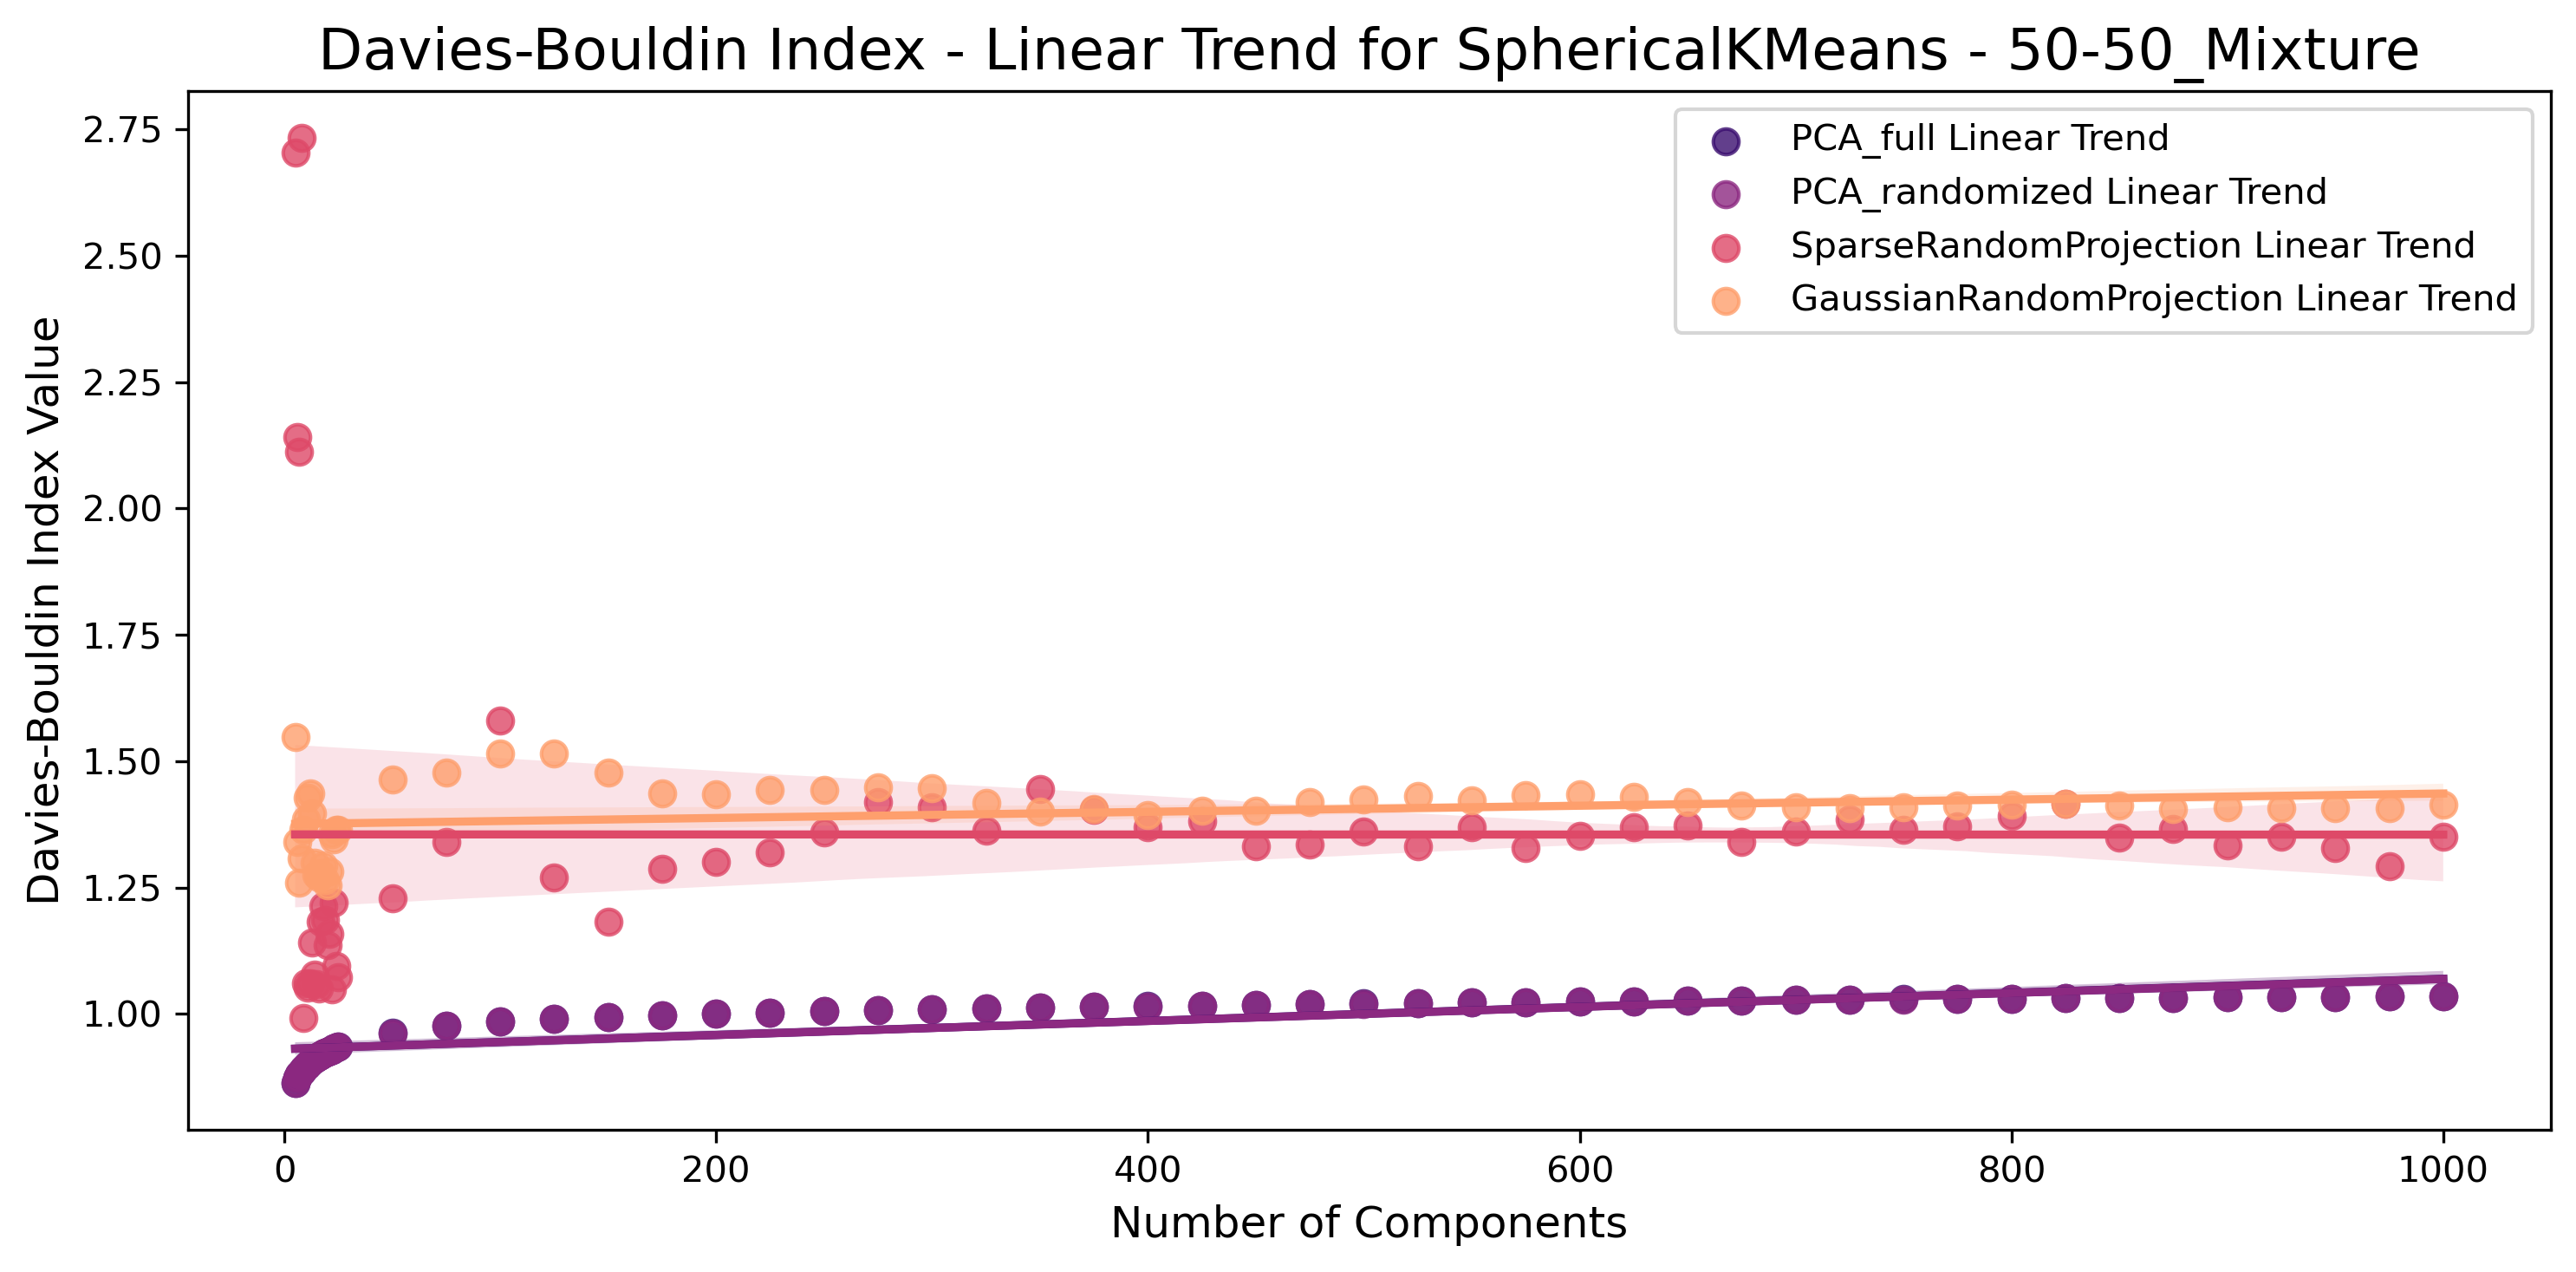 Davies-Bouldin Index - Linear Trend for SphericalKMeans - 50-50_Mixture
PCA_full Linear Trend
PCA_randomized Linear Trend
SparseRandomProjection Linear Trend
GaussianRandomProjection Linear Trend
Davies-Bouldin Index Value
2.75
2.50
2.25
2.00
1.75
1.50
1.25
1.00
0
200
400
600
800
1000
Number of Components